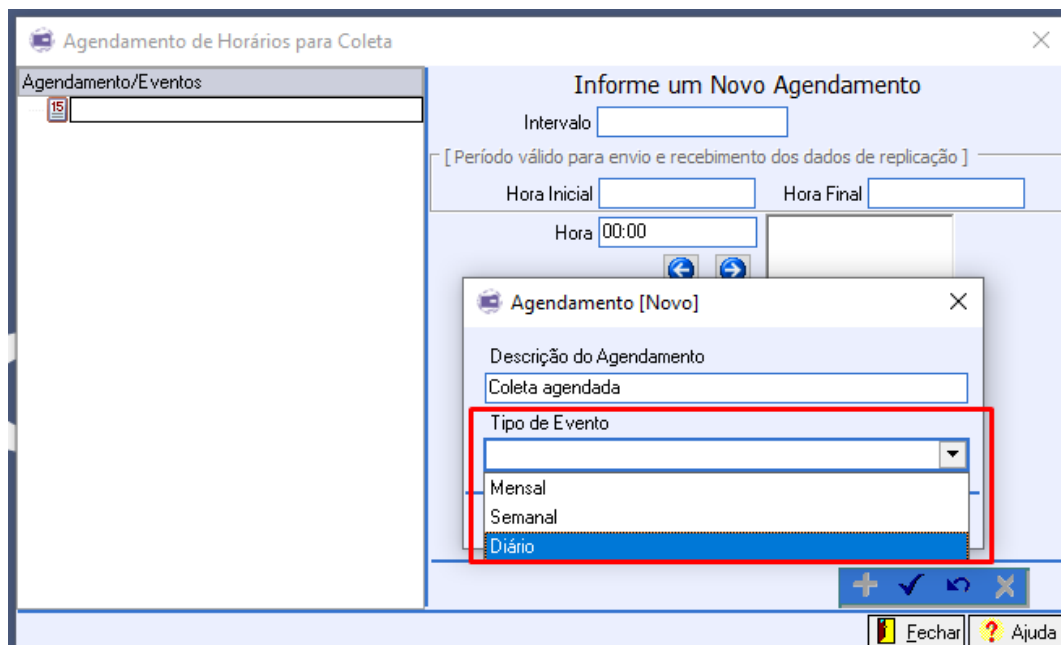 Agendamento de Horários para Coleta
Agendamento/Eventos
15
Informe um Novo Agendamento
Intervalo
[ Período válido para envio e recebimento dos dados de replicação ]
Hora Inicial
Hora Final
Hora 00:00
Agendamento [Novo]
Descrição do Agendamento
Coleta agendada
Tipo de Evento
Mensal
Semanal
Diário
Fechar
? Ajuda